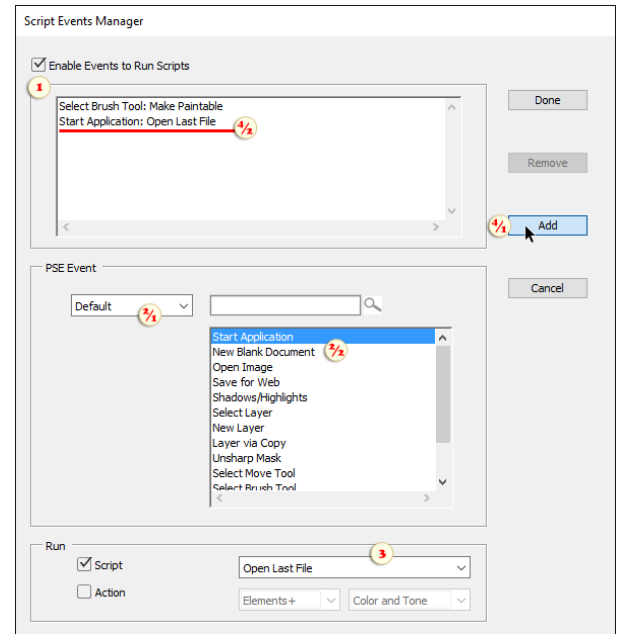 Script Events Manager
Enable Events to Run Scripts
1
Select Brush Tool: Make Paintable
Start Application: Open Last File
4/2
Done
Remove
4/1
Add
Cancel
PSE Event
Default
2/1
Start Application
New Blank Document
2/2
Open Image
Save for Web
Shadows/Highlights
Select Layer
New Layer
Layer via Copy
Unsharp Mask
Select Move Tool
Select Brush Tool
Run
3
Script
Open Last File
Action
Elements+
Color and Tone